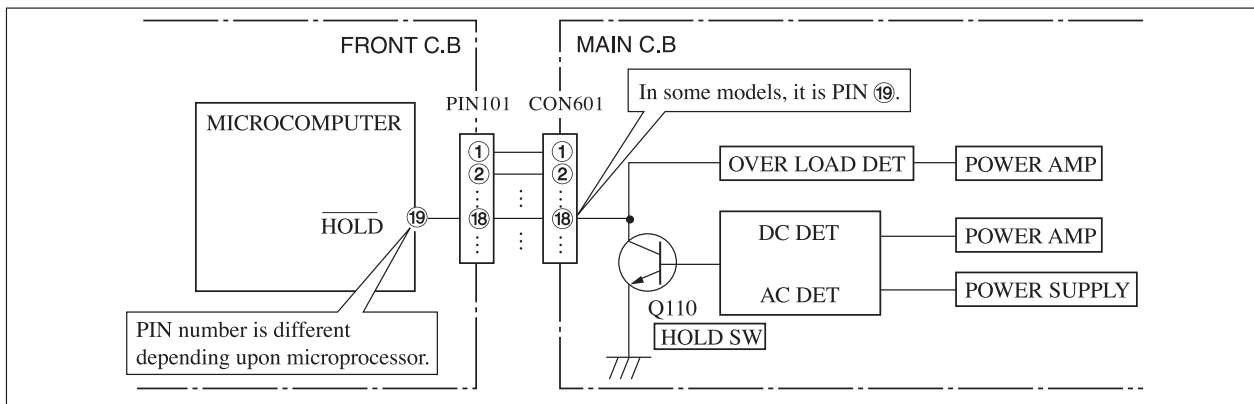 FRONT C.B
MAIN C.B
PIN101
CON601
In some models, it is PIN ⑲.
MICROCOMPUTER
①
①
②
②
⋮
⋮
⋮
HOLD
⑲
⑱
⑱
⋮
⋮
⋮
OVER LOAD DET
POWER AMP
DC DET
POWER AMP
AC DET
POWER SUPPLY
Q110
HOLD SW
PIN number is different
depending upon microprocessor.